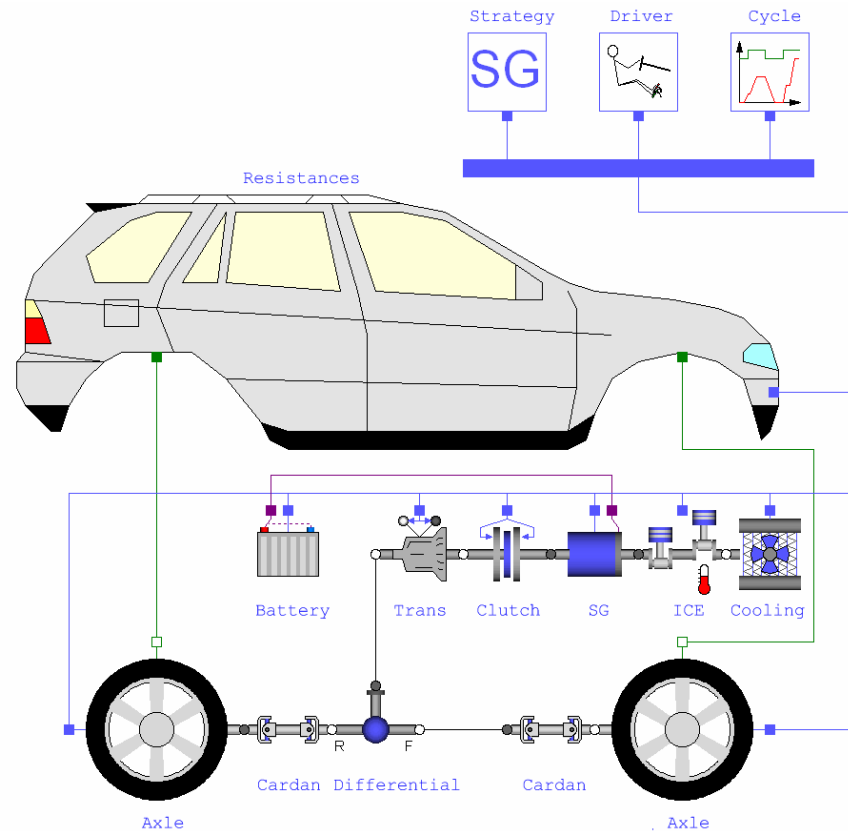 Strategy Driver Cycle
SG
Resistances
Battery Trans Clutch SG ICE Cooling
R F
Cardan Differential Cardan
Axle Axle